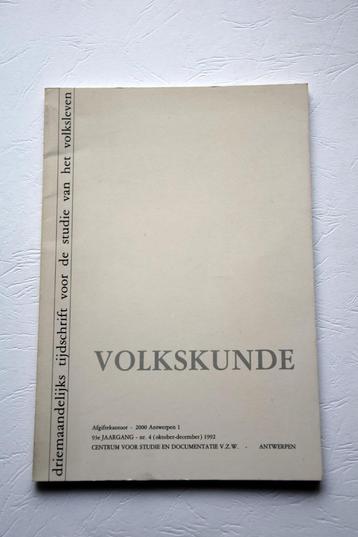 driemaandelijks tijdschrift voor de studie van het volksleven
VOLKSKUNDE
Afgiftekantoor - 2000 Antwerpen 1
93e JAARGANG - nr. 4 (oktober-december) 1992
CENTRUM VOOR STUDIE EN DOCUMENTATIE V.Z.W. - ANTWERPEN